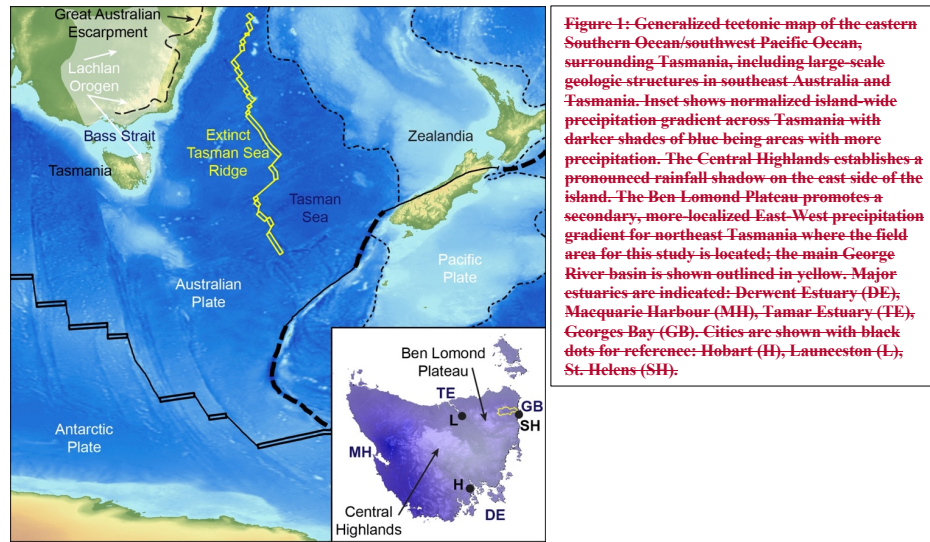 Great Australian
Escarpment
Lachlan
Orogen
Bass Strait
Tasmania
Extinct
Tasman Sea
Ridge
Tasman
Sea
Zealandia
Pacific
Plate
Australian
Plate
Antarctic
Plate
Ben Lomond
Plateau
TE
GB
L
SH
MH
H
DE
Central
Highlands
Figure 1: Generalized tectonic map of the eastern
Southern Ocean/southwest Pacific Ocean,
surrounding Tasmania, including large-scale
geologic structures in southeast Australia and
Tasmania. Inset shows normalized island-wide
precipitation gradient across Tasmania with
darker shades of blue being areas with more
precipitation. The Central Highlands establishes a
pronounced rainfall shadow on the east side of the
island. The Ben Lomond Plateau promotes a
secondary, more-localized East-West precipitation
gradient for northeast Tasmania where the field
area for this study is located; the main George
River basin is shown outlined in yellow. Major
estuaries are indicated: Derwent Estuary (DE),
Macquarie Harbour (MH), Tamar Estuary (TE),
Georges Bay (GB). Cities are shown with black
dots for reference: Hobart (H), Launceston (L),
St. Helens (SH).